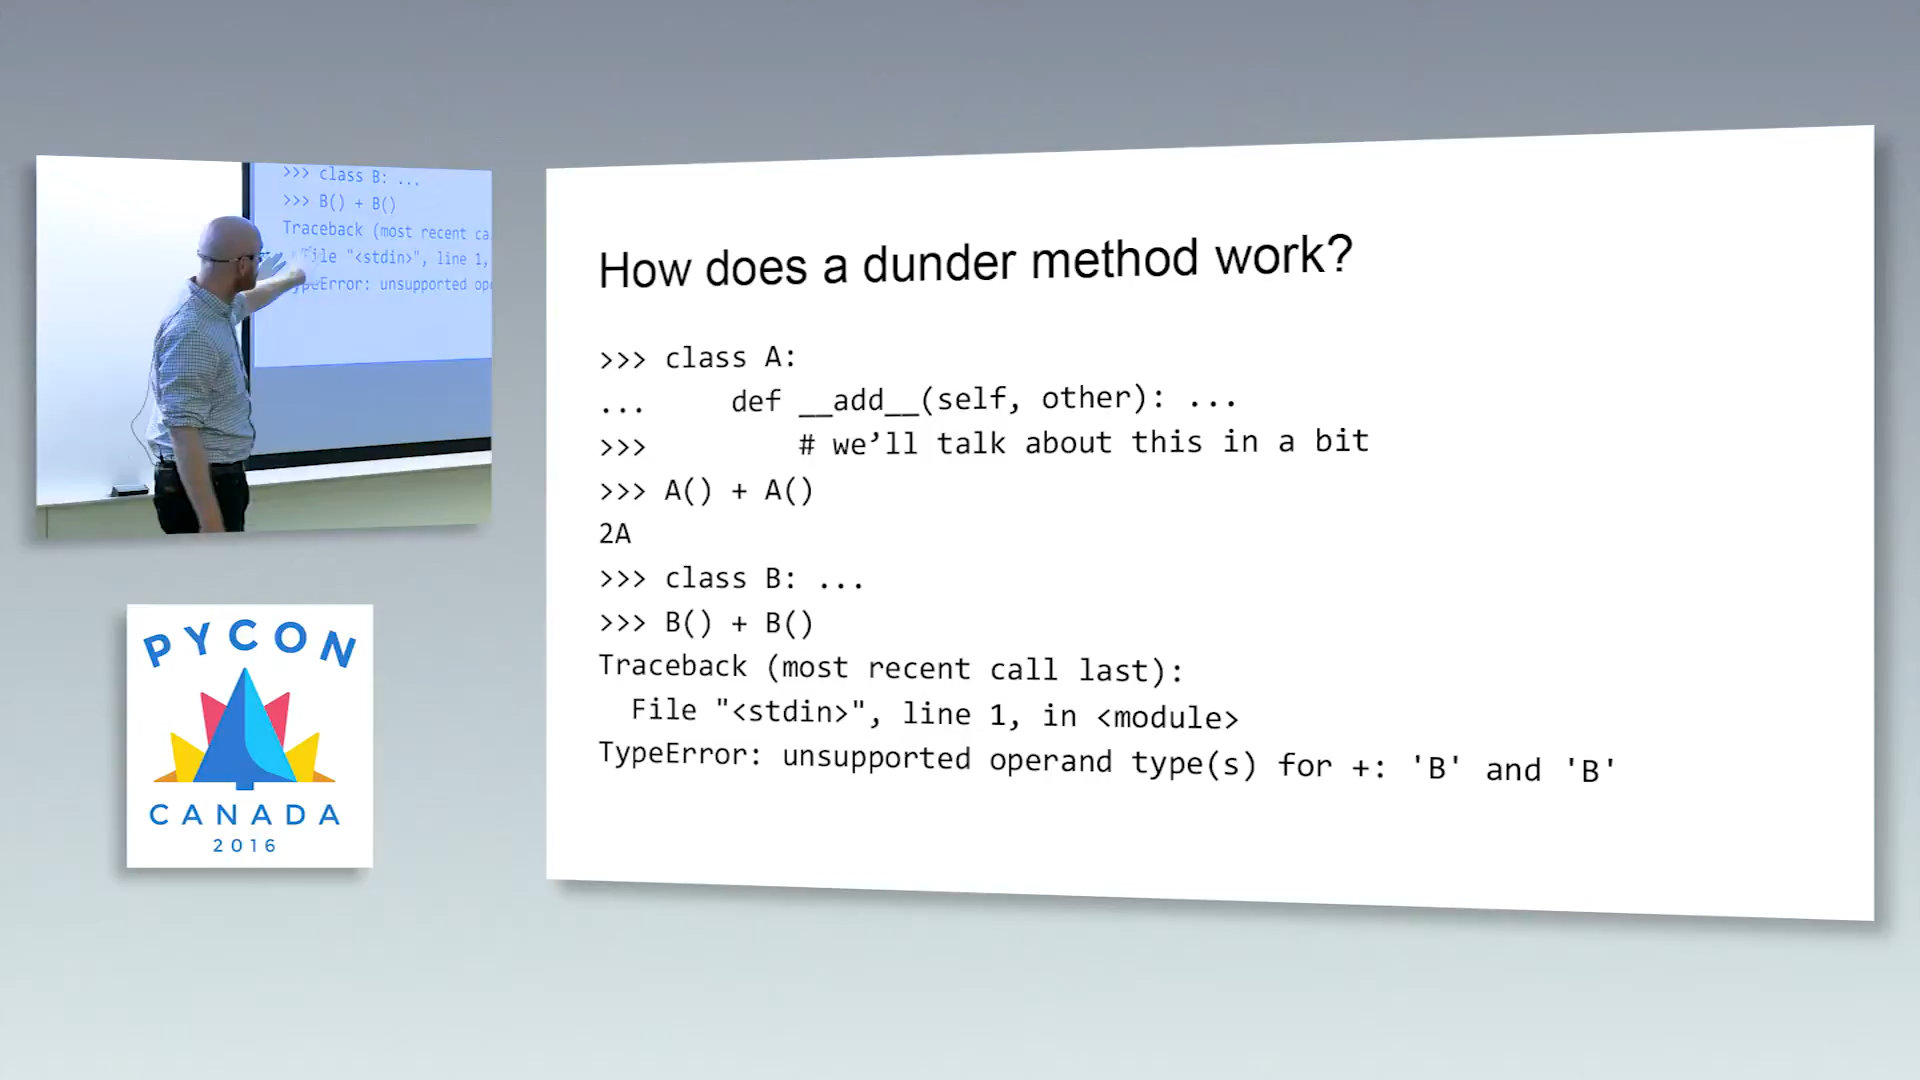 >>> class B: ...
>>> B() + B()
Traceback (most recent ca
File "<stdin>", line 1,
TypeError: unsupported op
PYCON
CANADA
2016
How does a dunder method work?
>>> class A:
...     def __add__(self, other): ...
>>>         # we’ll talk about this in a bit
>>> A() + A()
2A
>>> class B: ...
>>> B() + B()
Traceback (most recent call last):
  File "<stdin>", line 1, in <module>
TypeError: unsupported operand type(s) for +: 'B' and 'B'